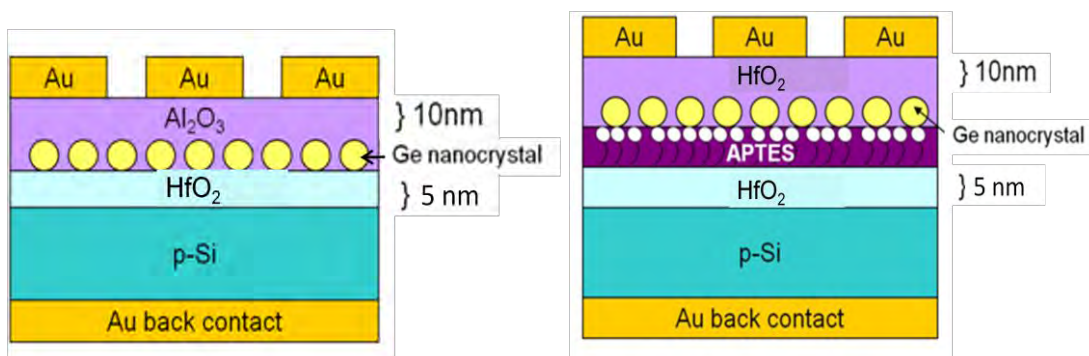 Au Au Au
Al₂O₃
} 10nm
Ge nanocrystal
HfO₂
} 5 nm
p-Si
Au back contact
Au Au Au
HfO₂
} 10nm
Ge nanocrystal
APTES
HfO₂
} 5 nm
p-Si
Au back contact